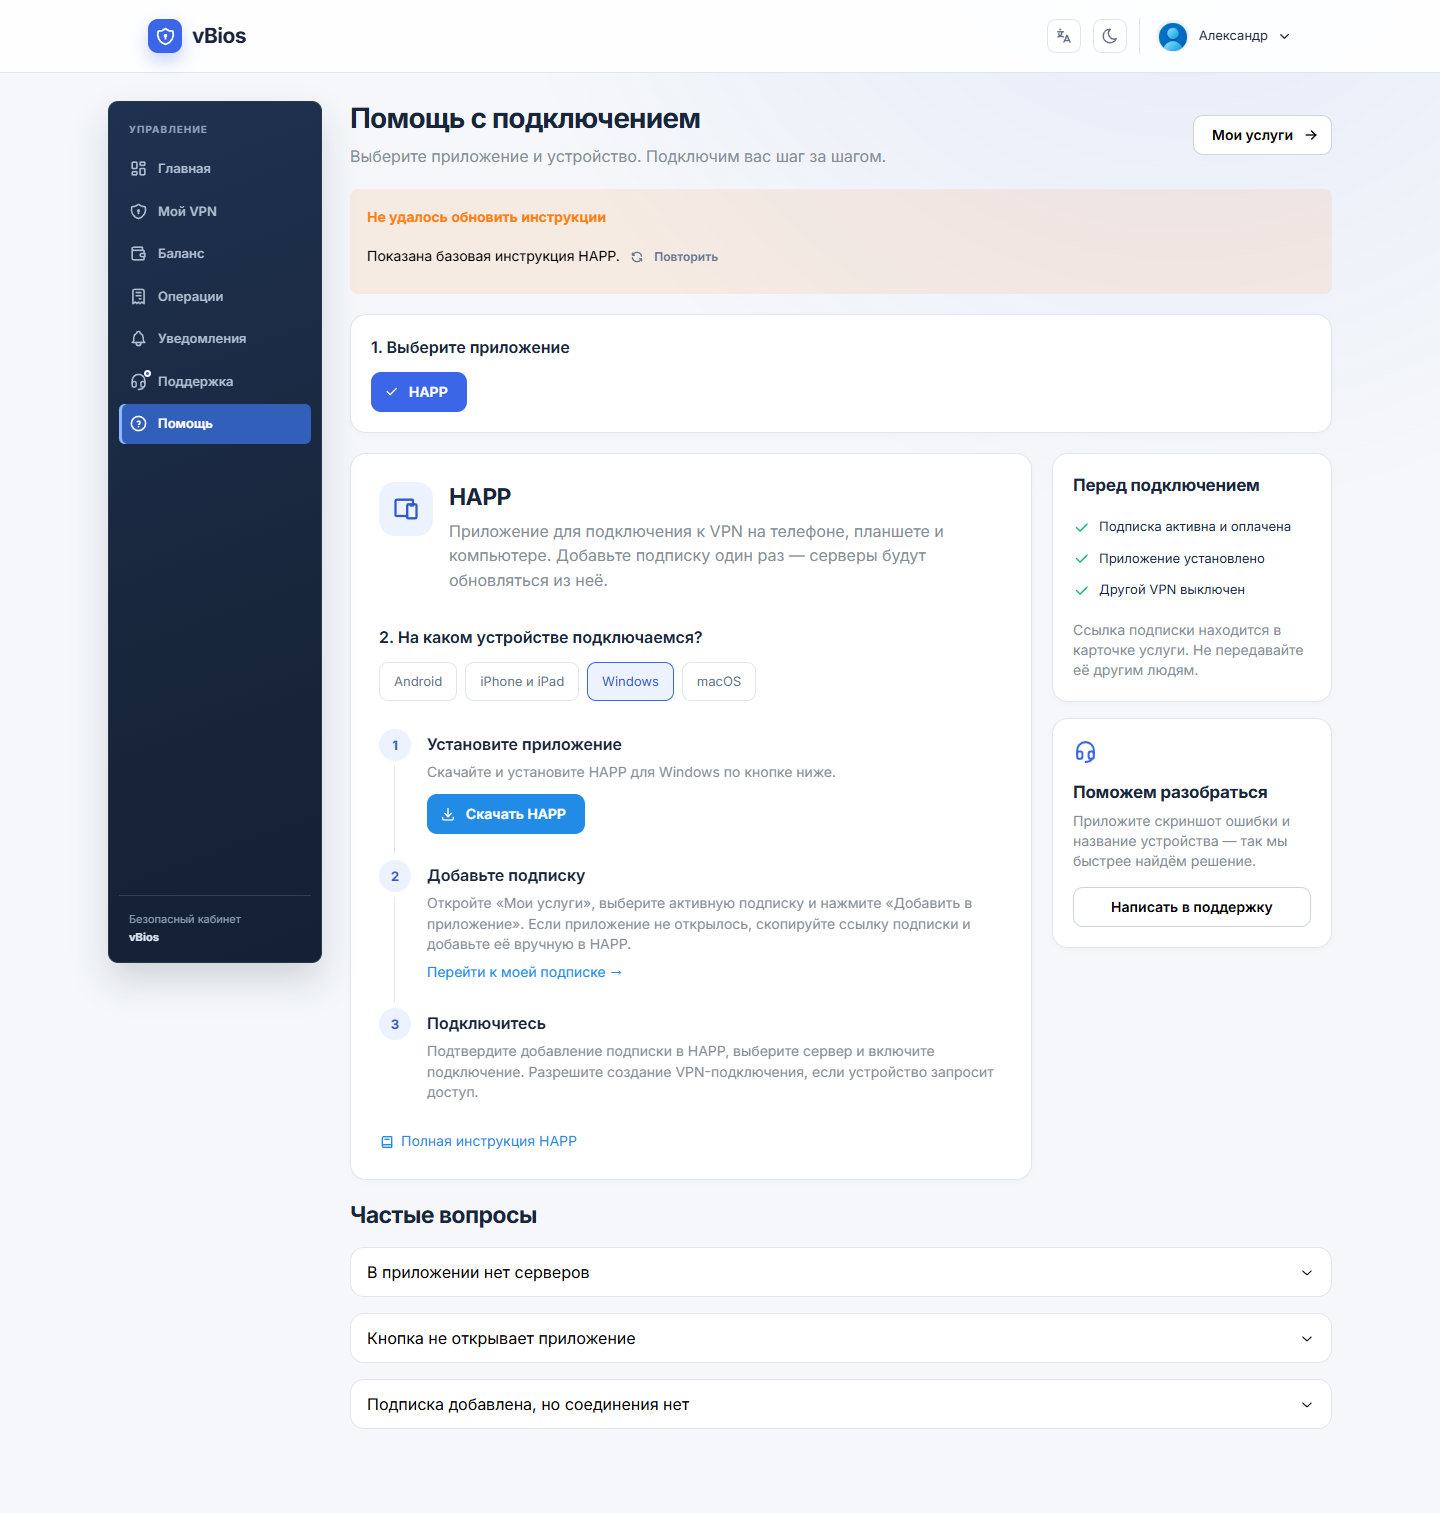 vBios
Александр
УПРАВЛЕНИЕ
Главная
Мой VPN
Баланс
Операции
Уведомления
Поддержка
Помощь
Безопасный кабинет
vBios
Помощь с подключением
Выберите приложение и устройство. Подключим вас шаг за шагом.
Мои услуги
Не удалось обновить инструкции
Показана базовая инструкция HAPP. Повторить
1. Выберите приложение
HAPP
HAPP
Приложение для подключения к VPN на телефоне, планшете и
компьютере. Добавьте подписку один раз — серверы будут
обновляться из неё.
2. На каком устройстве подключаемся?
Android
iPhone и iPad
Windows
macOS
1
Установите приложение
Скачайте и установите HAPP для Windows по кнопке ниже.
Скачать HAPP
2
Добавьте подписку
Откройте «Мои услуги», выберите активную подписку и нажмите «Добавить в
приложение». Если приложение не открылось, скопируйте ссылку подписки и
добавьте её вручную в HAPP.
Перейти к моей подписке →
3
Подключитесь
Подтвердите добавление подписки в HAPP, выберите сервер и включите
подключение. Разрешите создание VPN-подключения, если устройство запросит
доступ.
Полная инструкция HAPP
Перед подключением
Подписка активна и оплачена
Приложение установлено
Другой VPN выключен
Ссылка подписки находится в
карточке услуги. Не передавайте
её другим людям.
Поможем разобраться
Приложите скриншот ошибки и
название устройства — так мы
быстрее найдём решение.
Написать в поддержку
Частые вопросы
В приложении нет серверов
Кнопка не открывает приложение
Подписка добавлена, но соединения нет